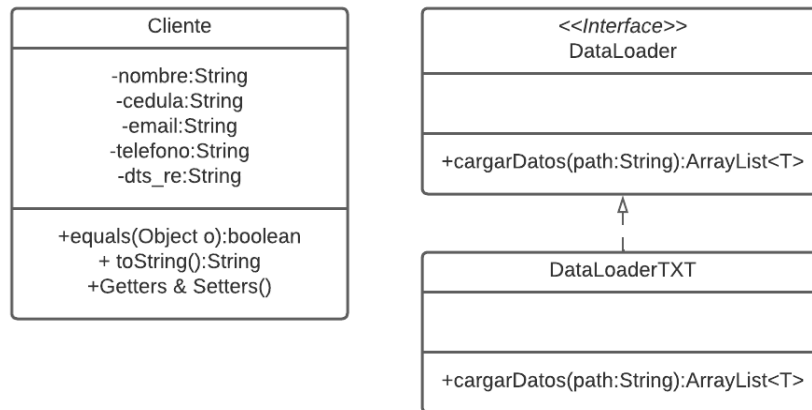 Cliente
-nombre:String
-cedula:String
-email:String
-telefono:String
-dts_re:String
+equals(Object o):boolean
+ toString():String
+Getters & Setters()
<<Interface>>
DataLoader
+cargarDatos(path:String):ArrayList<T>
DataLoaderTXT
+cargarDatos(path:String):ArrayList<T>